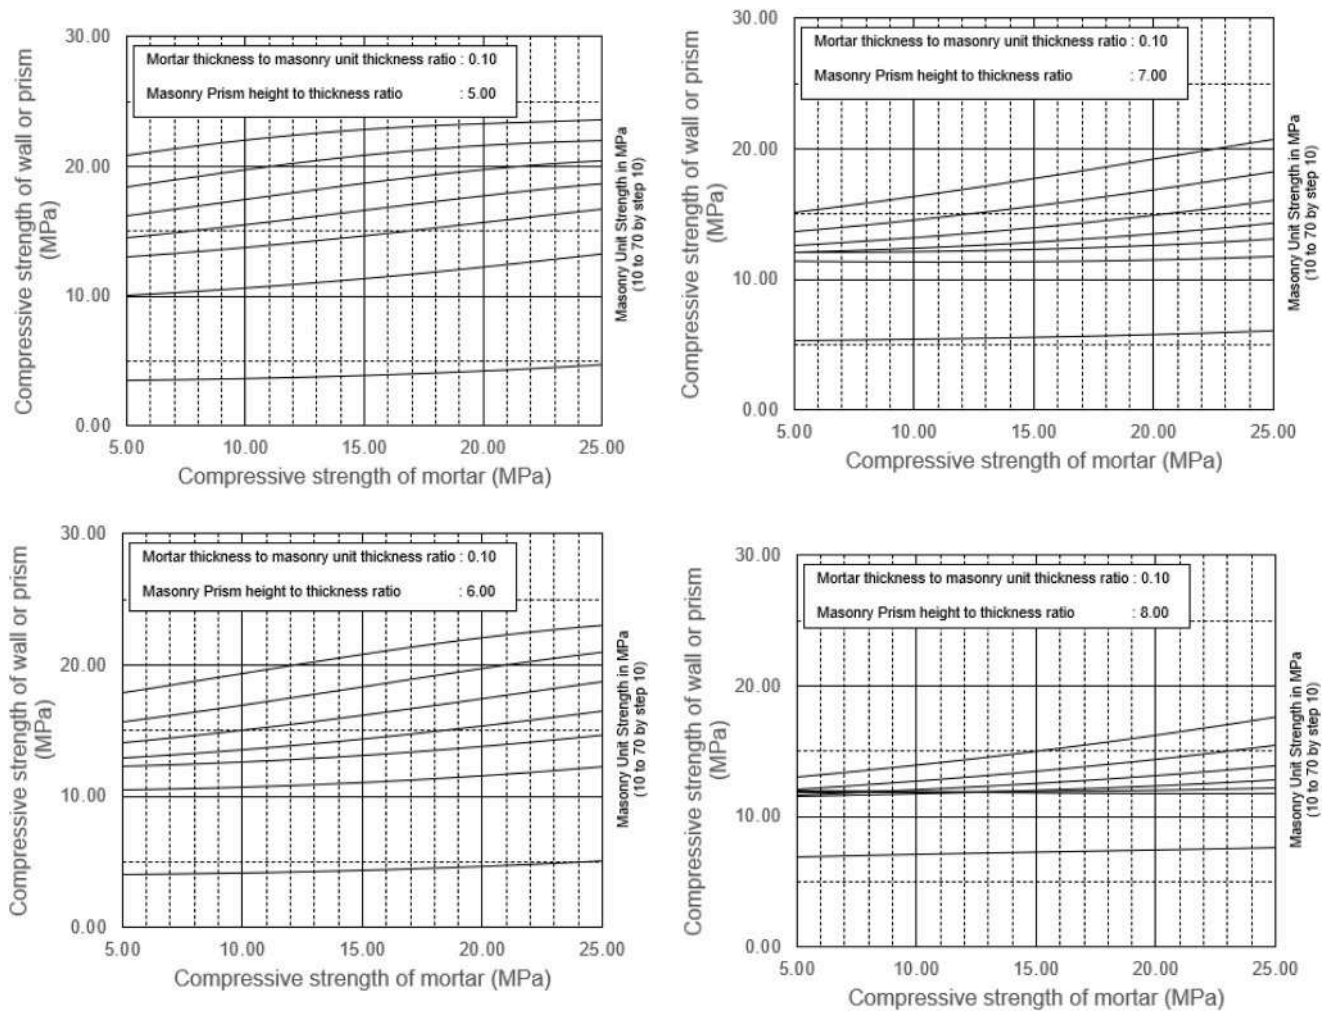 Compressive strength of wall or prism
(MPa)
30.00
20.00
10.00
0.00
Mortar thickness to masonry unit thickness ratio : 0.10
Masonry Prism height to thickness ratio : 5.00
Masonry Unit Strength in MPa
(10 to 70 by step 10)
5.00 10.00 15.00 20.00 25.00
Compressive strength of mortar (MPa)
Compressive strength of wall or prism
(MPa)
30.00
20.00
10.00
0.00
Mortar thickness to masonry unit thickness ratio : 0.10
Masonry Prism height to thickness ratio : 7.00
Masonry Unit Strength in MPa
(10 to 70 by step 10)
5.00 10.00 15.00 20.00 25.00
Compressive strength of mortar (MPa)
Compressive strength of wall or prism
(MPa)
30.00
20.00
10.00
0.00
Mortar thickness to masonry unit thickness ratio : 0.10
Masonry Prism height to thickness ratio : 6.00
Masonry Unit Strength in MPa
(10 to 70 by step 10)
5.00 10.00 15.00 20.00 25.00
Compressive strength of mortar (MPa)
Compressive strength of wall or prism
(MPa)
30.00
20.00
10.00
0.00
Mortar thickness to masonry unit thickness ratio : 0.10
Masonry Prism height to thickness ratio : 8.00
Masonry Unit Strength in MPa
(10 to 70 by step 10)
5.00 10.00 15.00 20.00 25.00
Compressive strength of mortar (MPa)